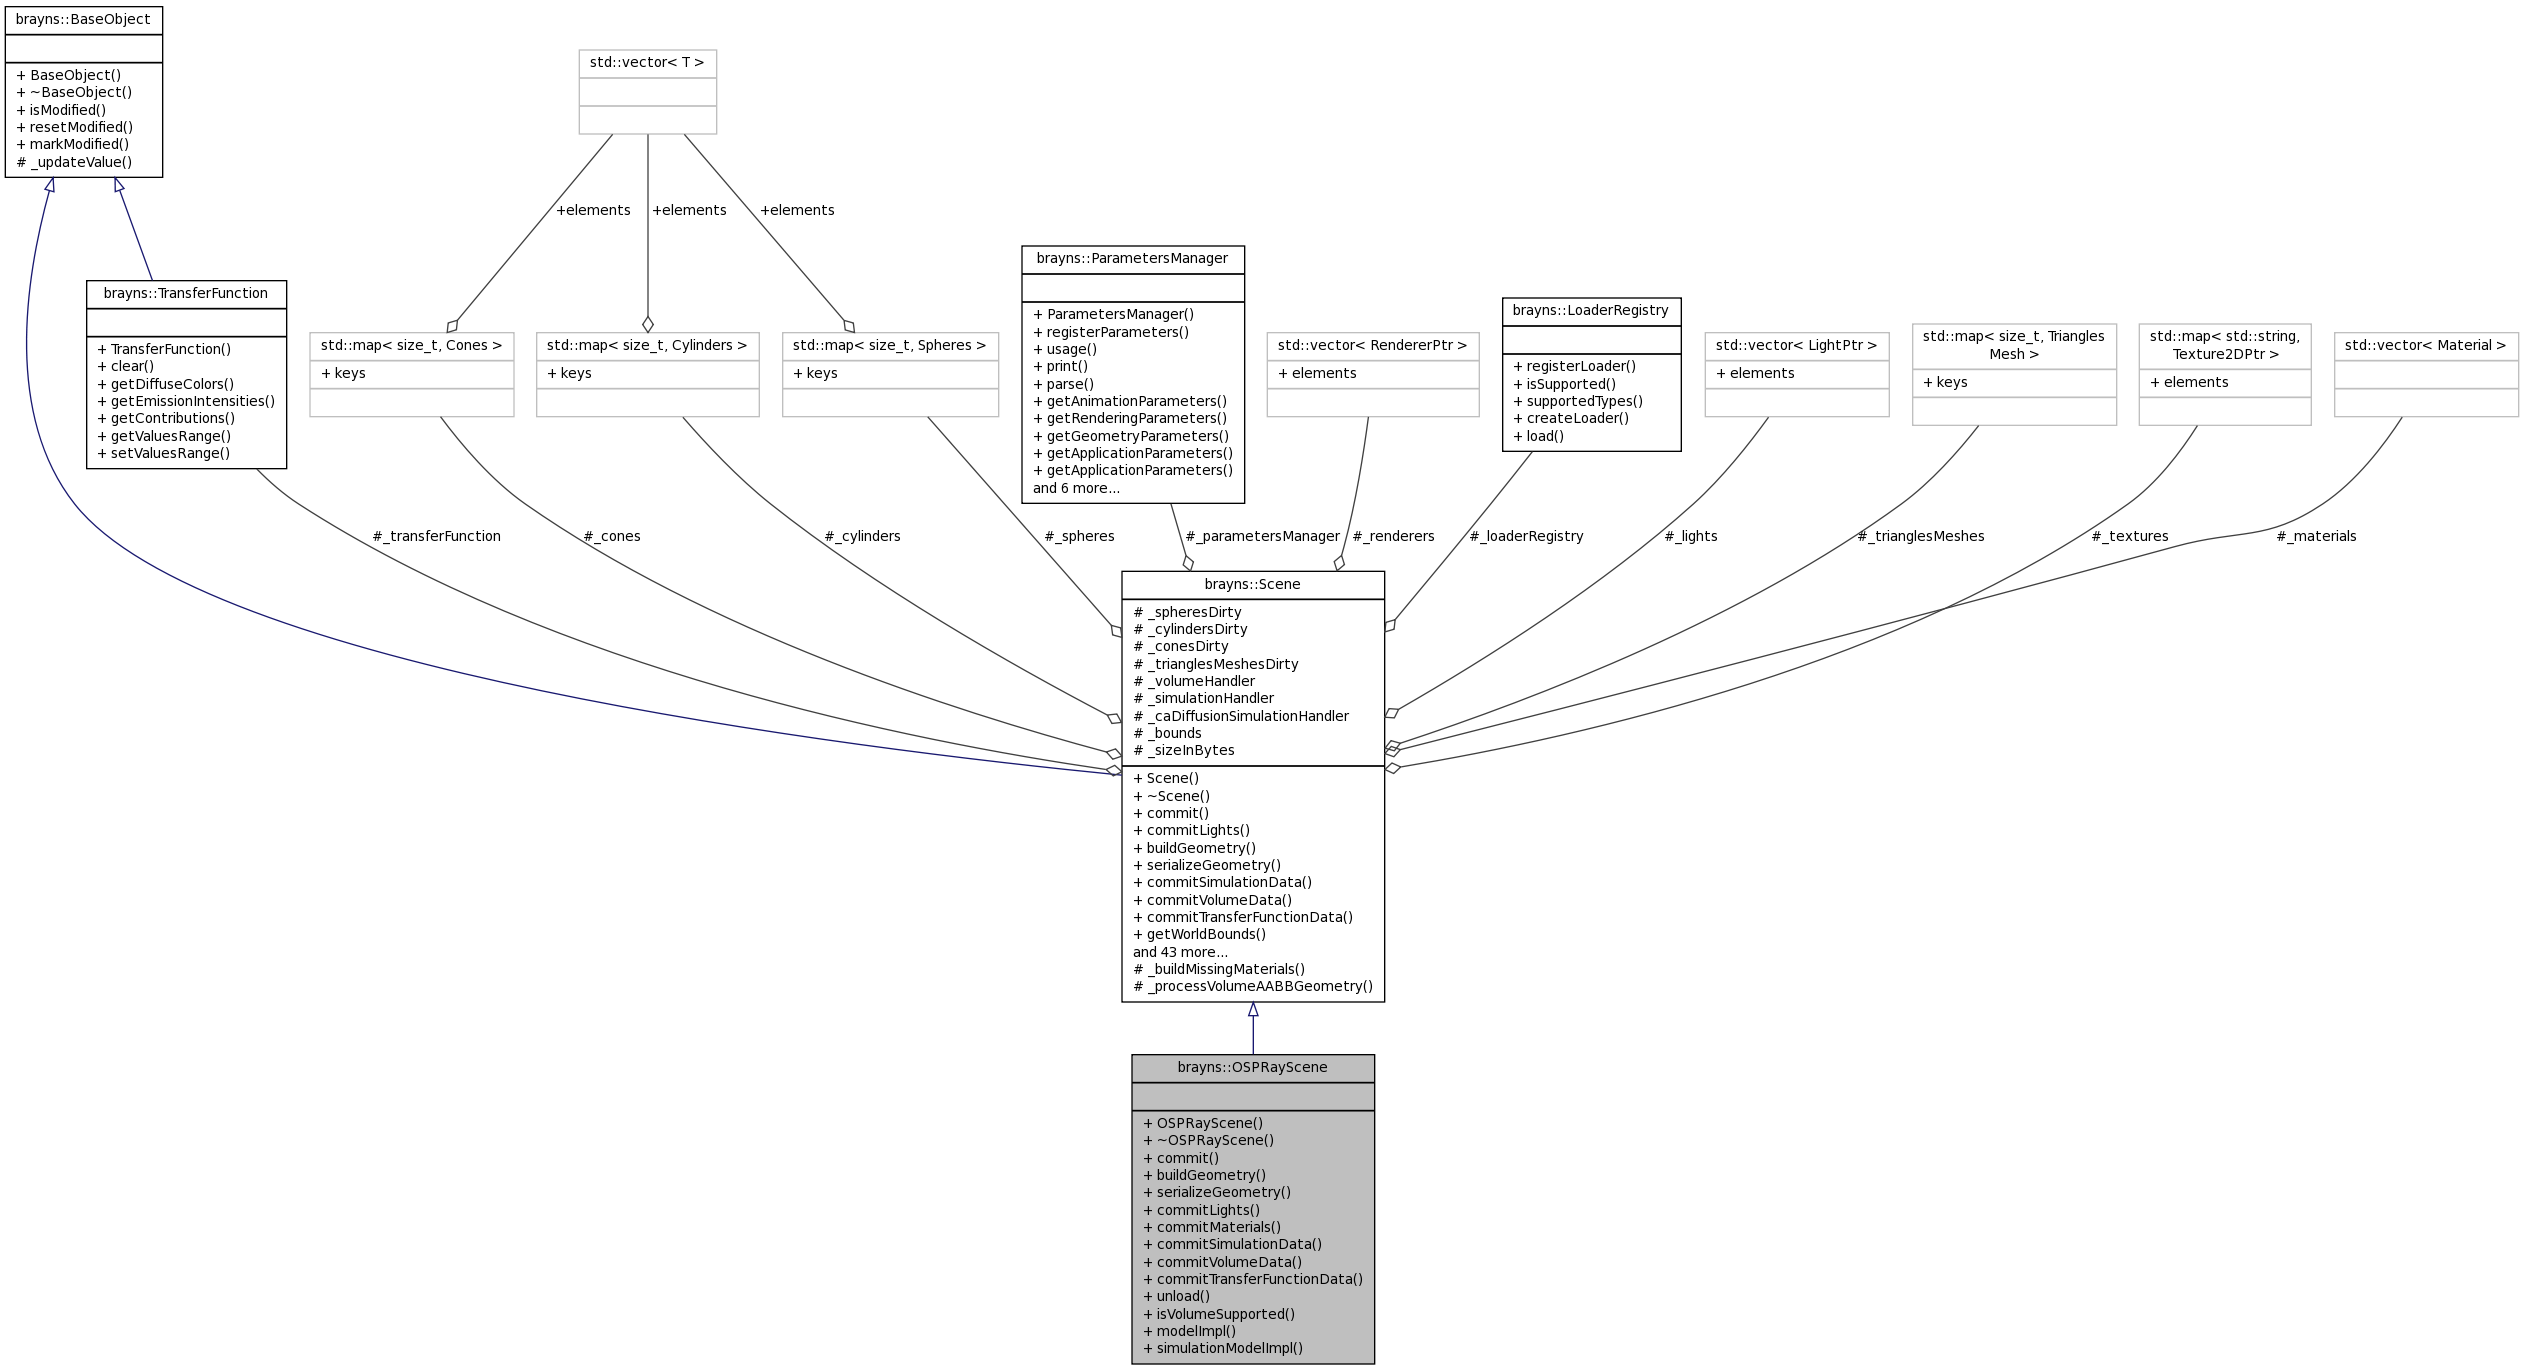 brayns::BaseObject
+ BaseObject()
+ ~BaseObject()
+ isModified()
+ resetModified()
+ markModified()
# _updateValue()
std::vector< T >
+elements
+elements
+elements
brayns::TransferFunction
+ TransferFunction()
+ clear()
+ getDiffuseColors()
+ getEmissionIntensities()
+ getContributions()
+ getValuesRange()
+ setValuesRange()
std::map< size_t, Cones >
+ keys
std::map< size_t, Cylinders >
+ keys
std::map< size_t, Spheres >
+ keys
brayns::ParametersManager
+ ParametersManager()
+ registerParameters()
+ usage()
+ print()
+ parse()
+ getAnimationParameters()
+ getRenderingParameters()
+ getGeometryParameters()
+ getApplicationParameters()
+ getApplicationParameters()
and 6 more...
std::vector< RendererPtr >
+ elements
brayns::LoaderRegistry
+ registerLoader()
+ isSupported()
+ supportedTypes()
+ createLoader()
+ load()
std::vector< LightPtr >
+ elements
std::map< size_t, Triangles
Mesh >
+ keys
std::map< std::string,
Texture2DPtr >
+ elements
std::vector< Material >
#_transferFunction
#_cones
#_cylinders
#_spheres
#_parametersManager
#_renderers
#_loaderRegistry
#_lights
#_trianglesMeshes
#_textures
#_materials
brayns::Scene
# _spheresDirty
# _cylindersDirty
# _conesDirty
# _trianglesMeshesDirty
# _volumeHandler
# _simulationHandler
# _caDiffusionSimulationHandler
# _bounds
# _sizeInBytes
+ Scene()
+ ~Scene()
+ commit()
+ commitLights()
+ buildGeometry()
+ serializeGeometry()
+ commitSimulationData()
+ commitVolumeData()
+ commitTransferFunctionData()
+ getWorldBounds()
and 43 more...
# _buildMissingMaterials()
# _processVolumeAABBGeometry()
brayns::OSPRayScene
+ OSPRayScene()
+ ~OSPRayScene()
+ commit()
+ buildGeometry()
+ serializeGeometry()
+ commitLights()
+ commitMaterials()
+ commitSimulationData()
+ commitVolumeData()
+ commitTransferFunctionData()
+ unload()
+ isVolumeSupported()
+ modelImpl()
+ simulationModelImpl()